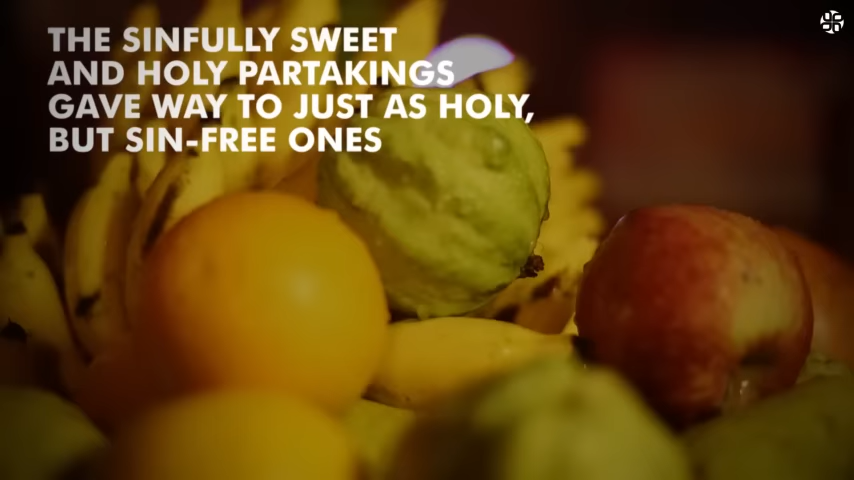 THE SINFULLY SWEET
AND HOLY PARTAKINGS
GAVE WAY TO JUST AS HOLY,
BUT SIN-FREE ONES